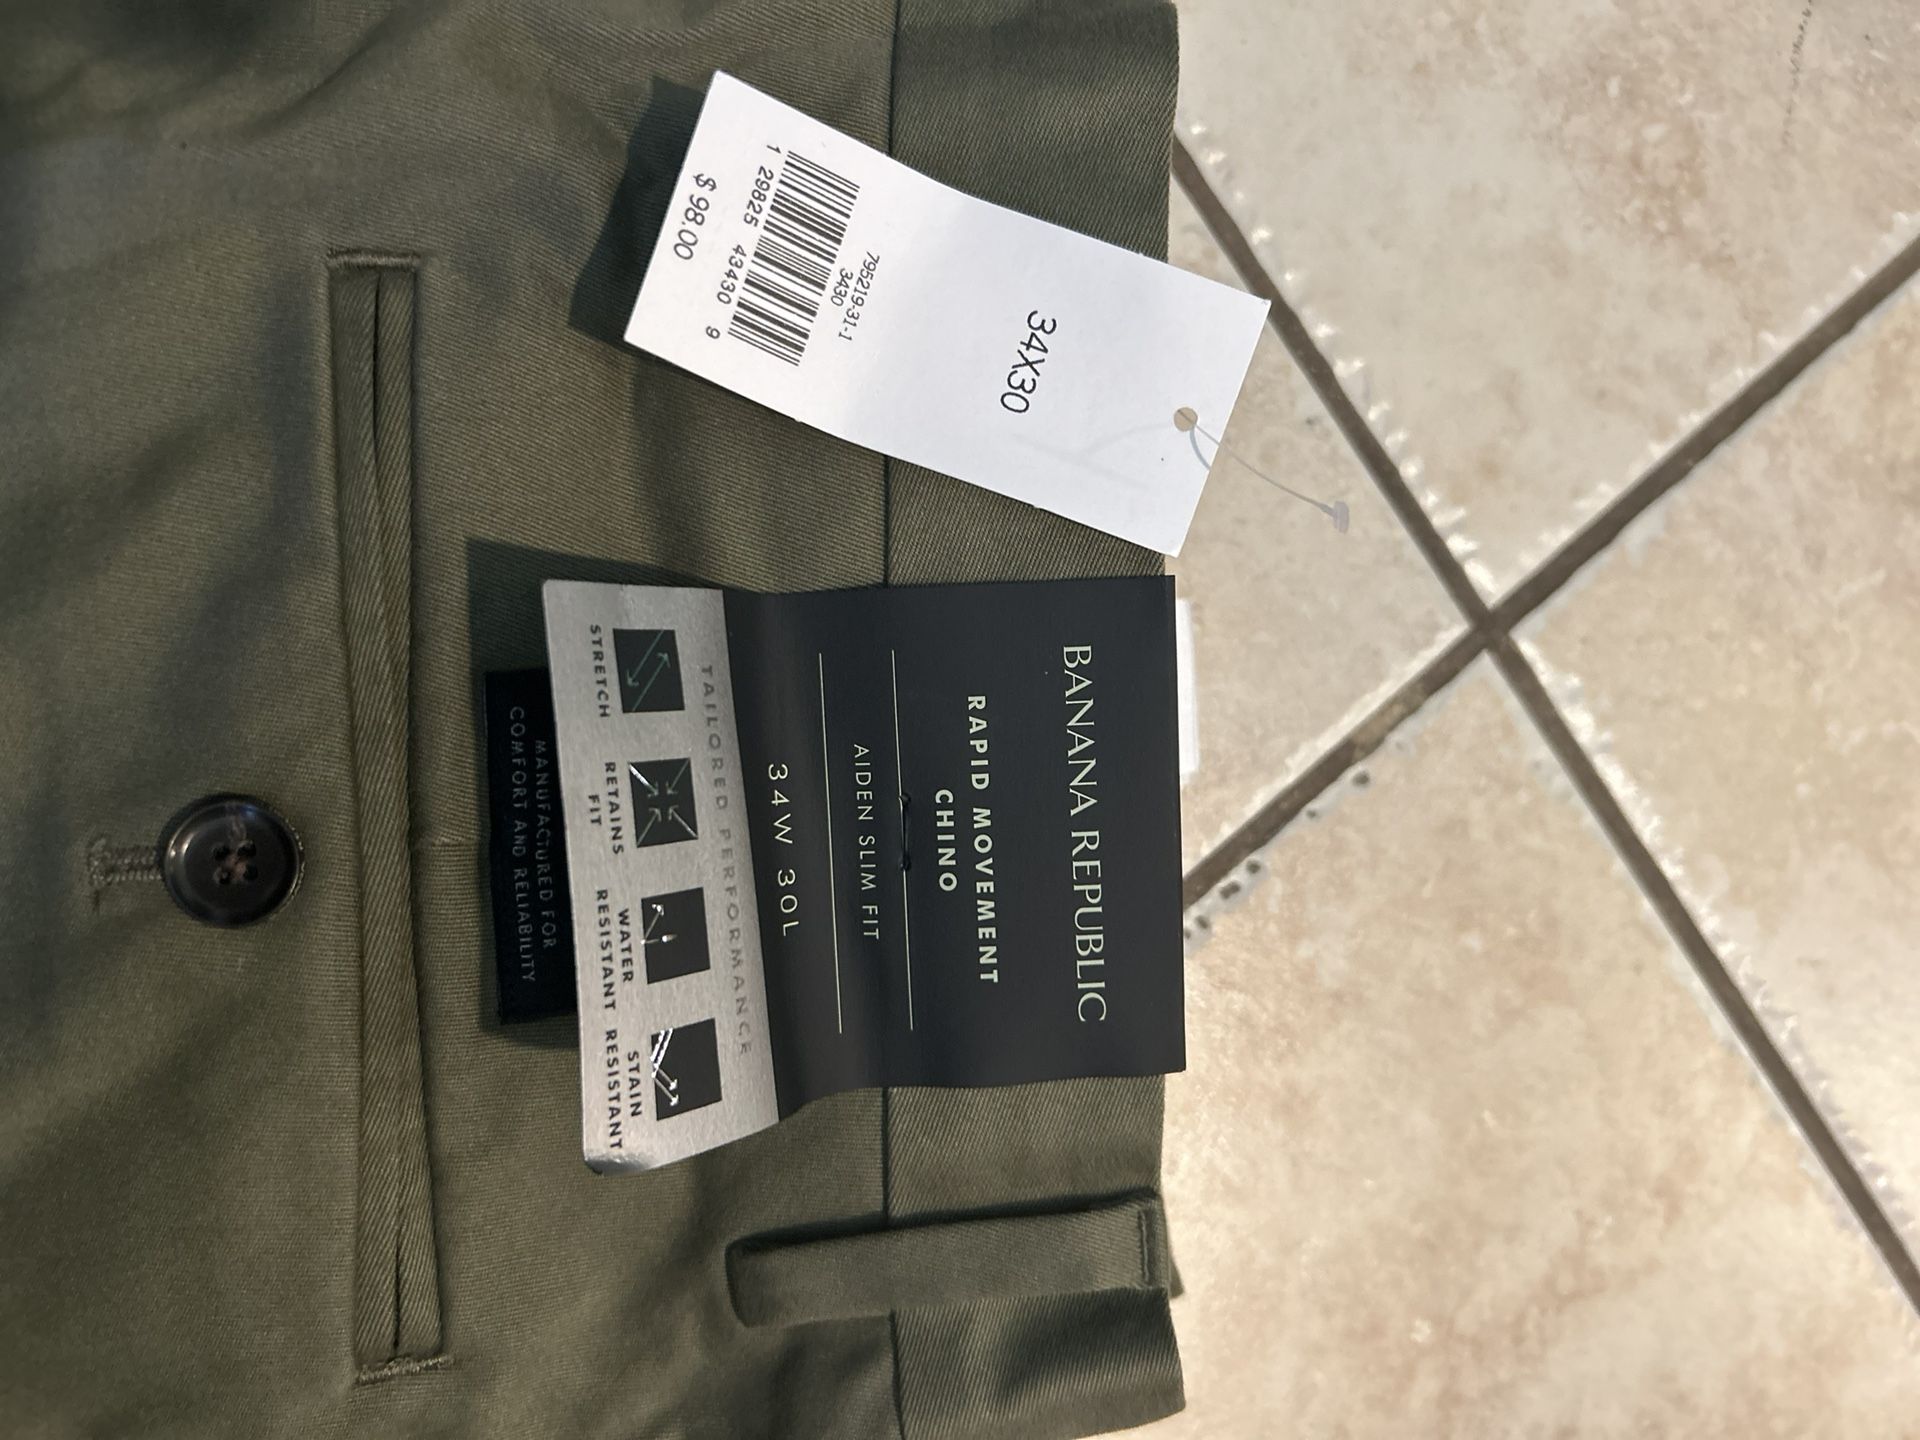 34X30
795219-31-1
3430
1 29825 43430 9
$ 98.00
BANANA REPUBLIC
RAPID MOVEMENT
CHINO
AIDEN SLIM FIT
34W 30L
TAILORED PERFORMANCE
STRETCH
RETAINS
FIT
WATER
RESISTANT
STAIN
RESISTANT
MANUFACTURED FOR
COMFORT AND RELIABILITY